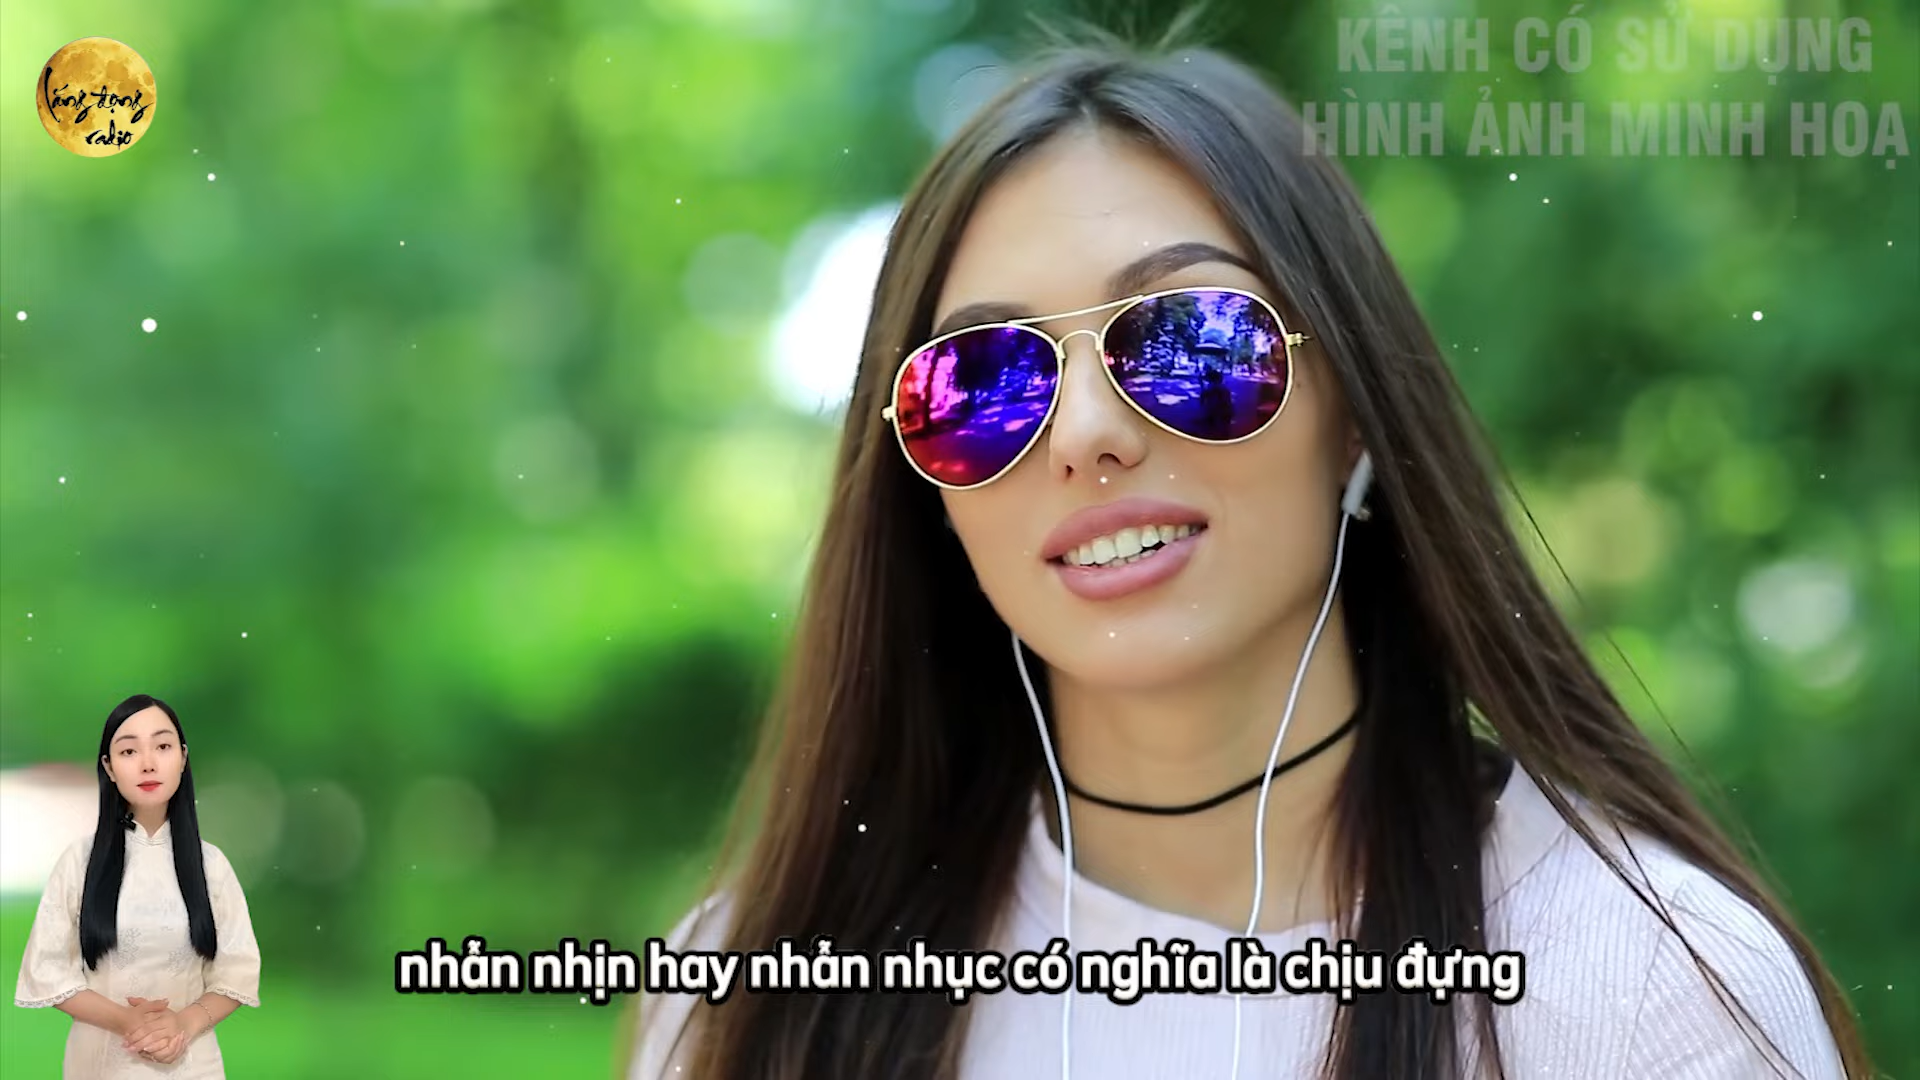 lắng đọng
radio
KÊNH CÓ SỬ DỤNG
HÌNH ẢNH MINH HOẠ
nhẫn nhịn hay nhẫn nhục có nghĩa là chịu đựng